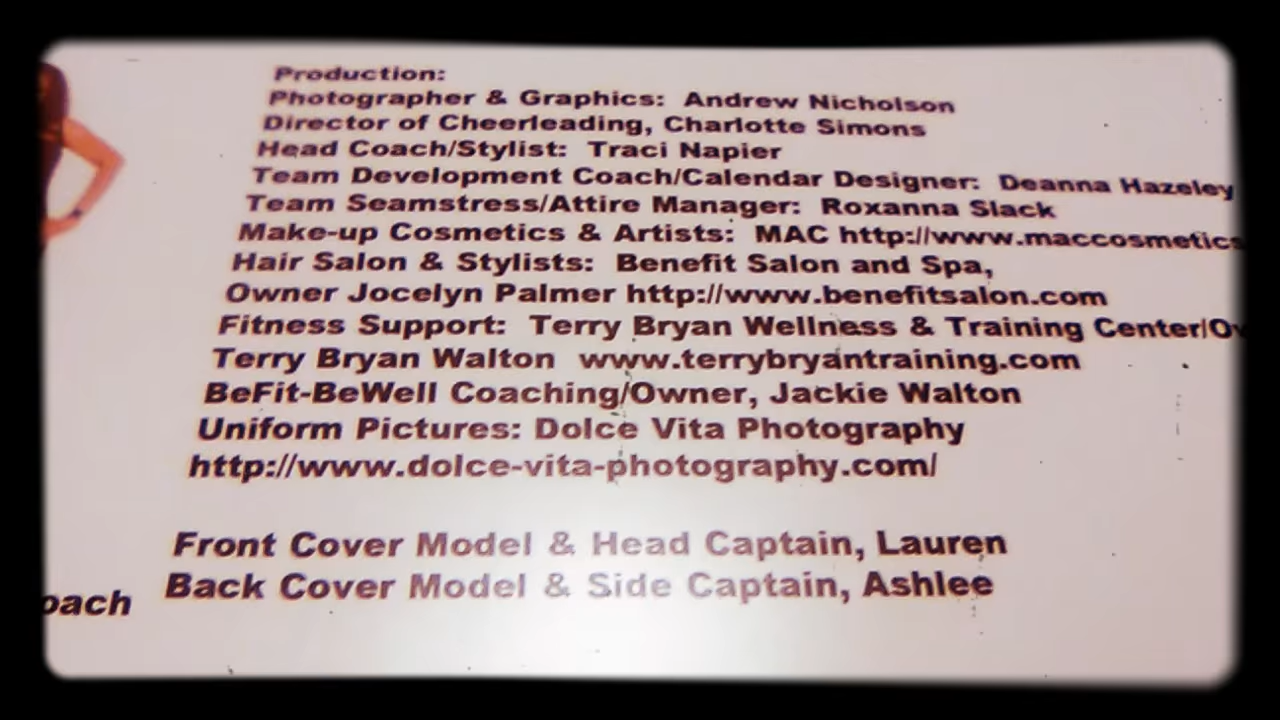 Production:
Photographer & Graphics: Andrew Nicholson
Director of Cheerleading, Charlotte Simons
Head Coach/Stylist: Traci Napier
Team Development Coach/Calendar Designer: Deanna Hazeley
Team Seamstress/Attire Manager: Roxanna Slack
Make-up Cosmetics & Artists: MAC http://www.maccosmetics
Hair Salon & Stylists: Benefit Salon and Spa,
Owner Jocelyn Palmer http://www.benefitsalon.com
Fitness Support: Terry Bryan Wellness & Training Center/Ow
Terry Bryan Walton www.terrybryantraining.com
BeFit-BeWell Coaching/Owner, Jackie Walton
Uniform Pictures: Dolce Vita Photography
http://www.dolce-vita-photography.com/
Front Cover Model & Head Captain, Lauren
Back Cover Model & Side Captain, Ashlee
oach